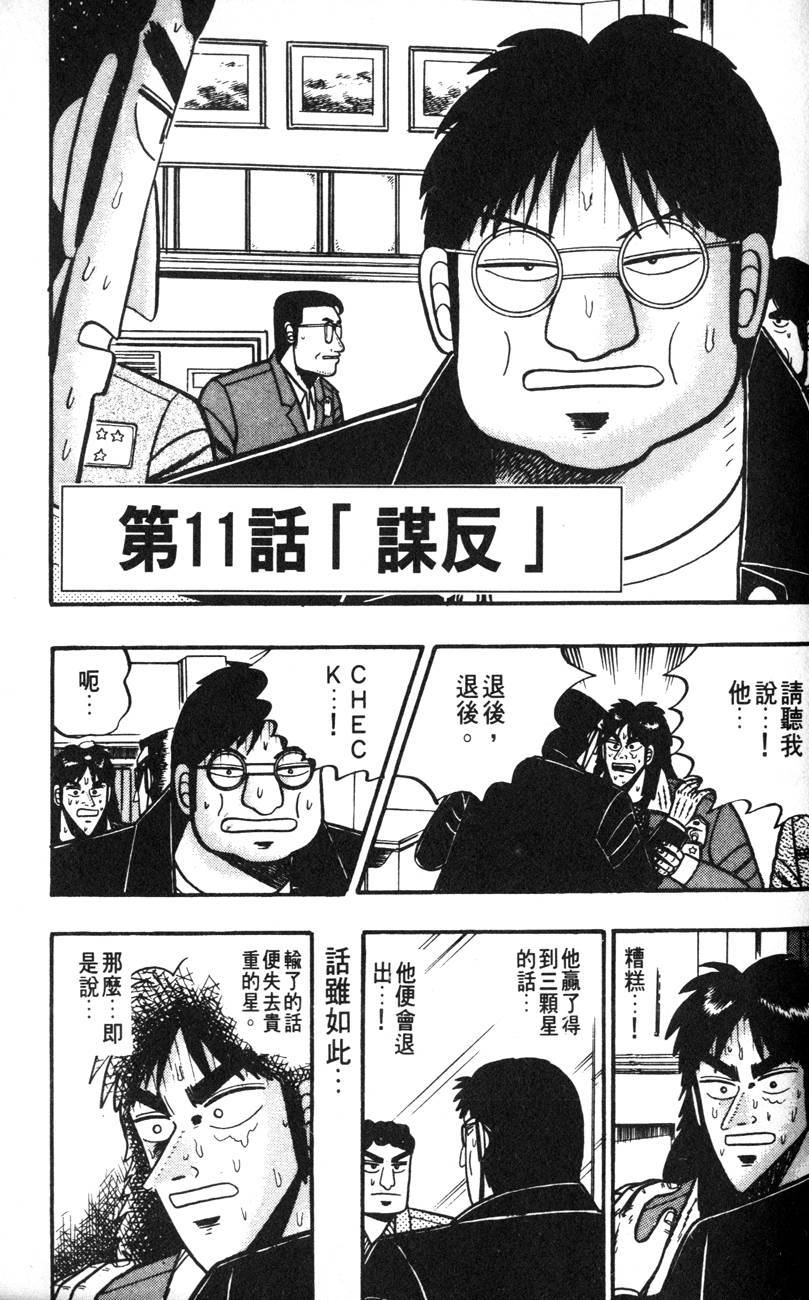 第11話「謀反」
請聽我
說…!
他…
退後,
退後。
CHEC
K…!
呃…
糟糕…!
他贏了得
到三顆星
的話…
他便會退
出…!
話雖如此…
輸了的話
便失去貴
重的星。
那麼…即
是說…